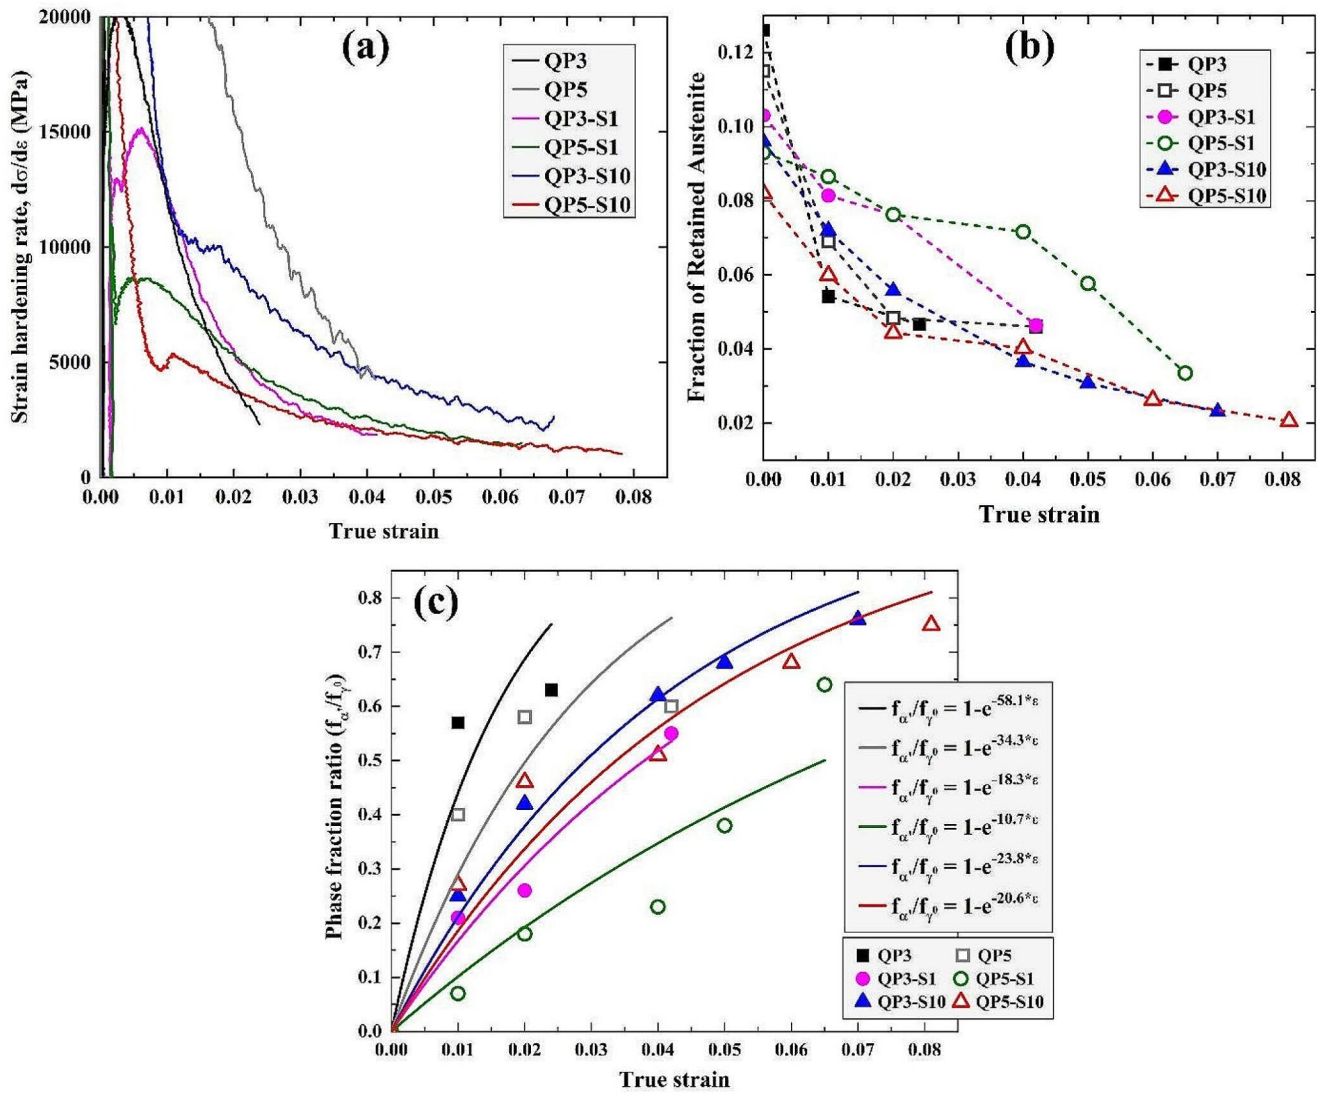 (a)
Strain hardening rate, dσ/dε (MPa)
20000
15000
10000
5000
0
QP3
QP5
QP3-S1
QP5-S1
QP3-S10
QP5-S10
0.00 0.01 0.02 0.03 0.04 0.05 0.06 0.07 0.08
True strain
(b)
Fraction of Retained Austenite
0.12
0.10
0.08
0.06
0.04
0.02
QP3
QP5
QP3-S1
QP5-S1
QP3-S10
QP5-S10
0.00 0.01 0.02 0.03 0.04 0.05 0.06 0.07 0.08
True strain
(c)
Phase fraction ratio (fα'/fγ⁰)
0.8
0.7
0.6
0.5
0.4
0.3
0.2
0.1
0.0
fα'/fγ⁰ = 1-e^-58.1*ε
fα'/fγ⁰ = 1-e^-34.3*ε
fα'/fγ⁰ = 1-e^-18.3*ε
fα'/fγ⁰ = 1-e^-10.7*ε
fα'/fγ⁰ = 1-e^-23.8*ε
fα'/fγ⁰ = 1-e^-20.6*ε
QP3 QP5
QP3-S1 QP5-S1
QP3-S10 QP5-S10
0.00 0.01 0.02 0.03 0.04 0.05 0.06 0.07 0.08
True strain